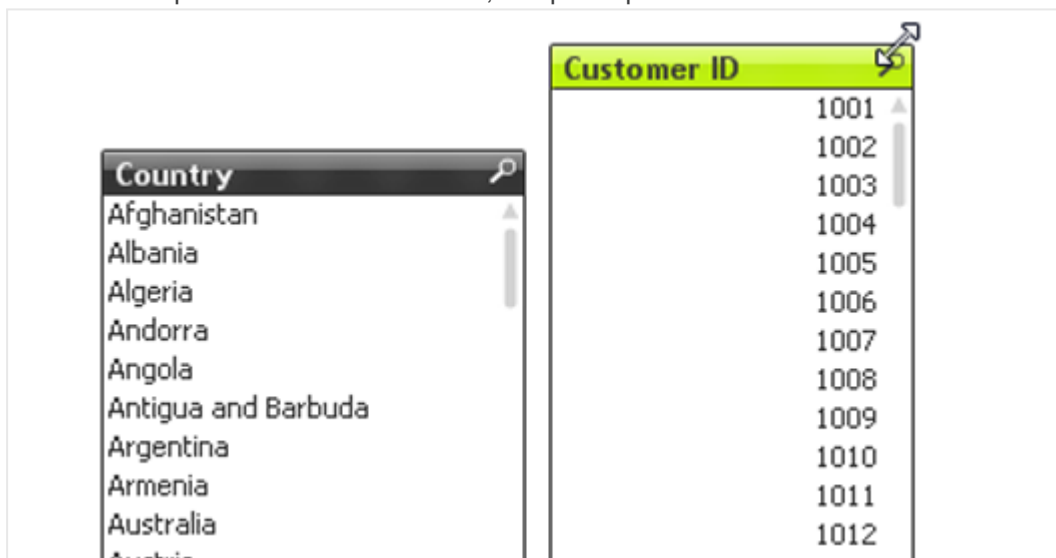 Customer ID
1001
1002
1003
1004
1005
1006
1007
1008
1009
1010
1011
1012
Country
Afghanistan
Albania
Algeria
Andorra
Angola
Antigua and Barbuda
Argentina
Armenia
Australia